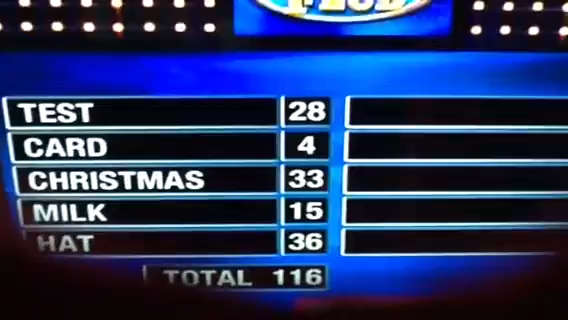 TEST 28
CARD 4
CHRISTMAS 33
MILK 15
HAT 36
TOTAL 116